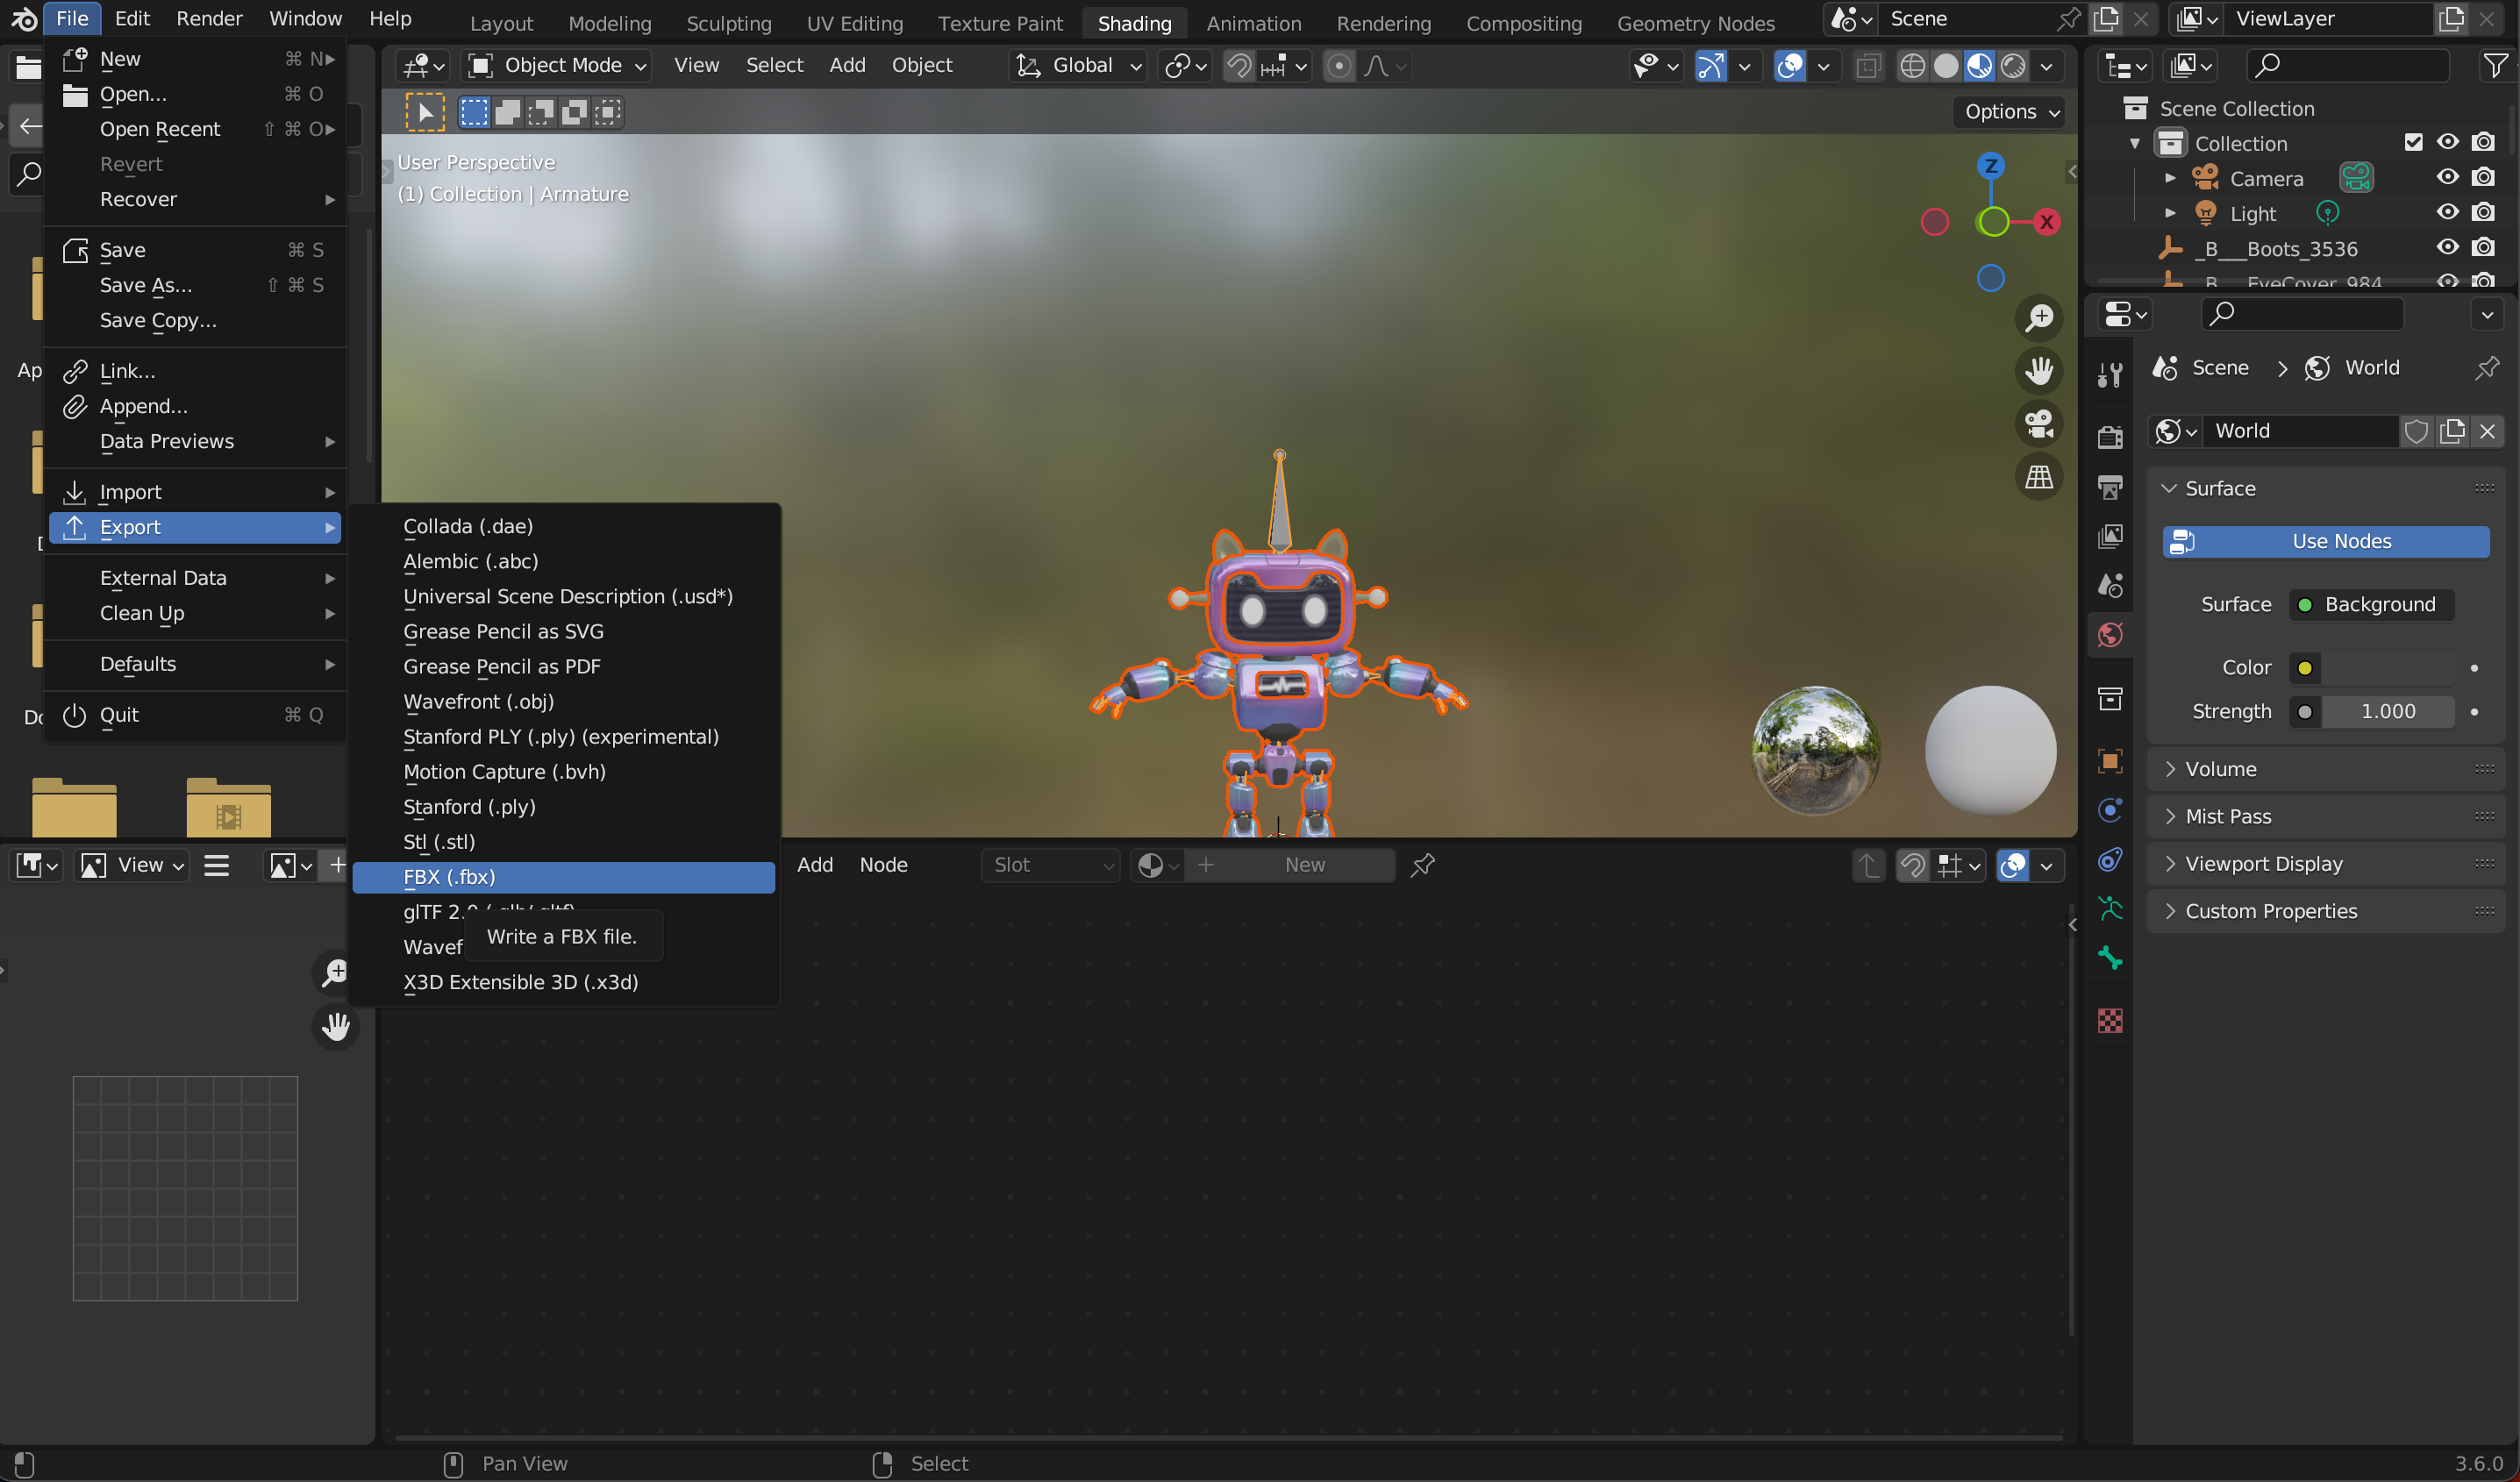 File Edit Render Window Help Layout Modeling Sculpting UV Editing Texture Paint Shading Animation Rendering Compositing Geometry Nodes Scene ViewLayer
New ⌘ N
Open... ⌘ O
Open Recent ⇧ ⌘ O
Revert
Recover
Save ⌘ S
Save As... ⇧ ⌘ S
Save Copy...
Link...
Append...
Data Previews
Import
Export
External Data
Clean Up
Defaults
Quit ⌘ Q
Ap
D
Do
Collada (.dae)
Alembic (.abc)
Universal Scene Description (.usd*)
Grease Pencil as SVG
Grease Pencil as PDF
Wavefront (.obj)
Stanford PLY (.ply) (experimental)
Motion Capture (.bvh)
Stanford (.ply)
Stl (.stl)
FBX (.fbx)
glTF 2.0 (.glb/.gltf)
Write a FBX file.
Wavef
X3D Extensible 3D (.x3d)
Object Mode View Select Add Object Global
Options
User Perspective
(1) Collection | Armature
Z
X
View Add Node Slot New
Scene Collection
Collection
Camera
Light
_B___Boots_3536
_B___EyeCover_984
Scene World
World
Surface
Use Nodes
Surface Background
Color
Strength 1.000
Volume
Mist Pass
Viewport Display
Custom Properties
Pan View Select 3.6.0